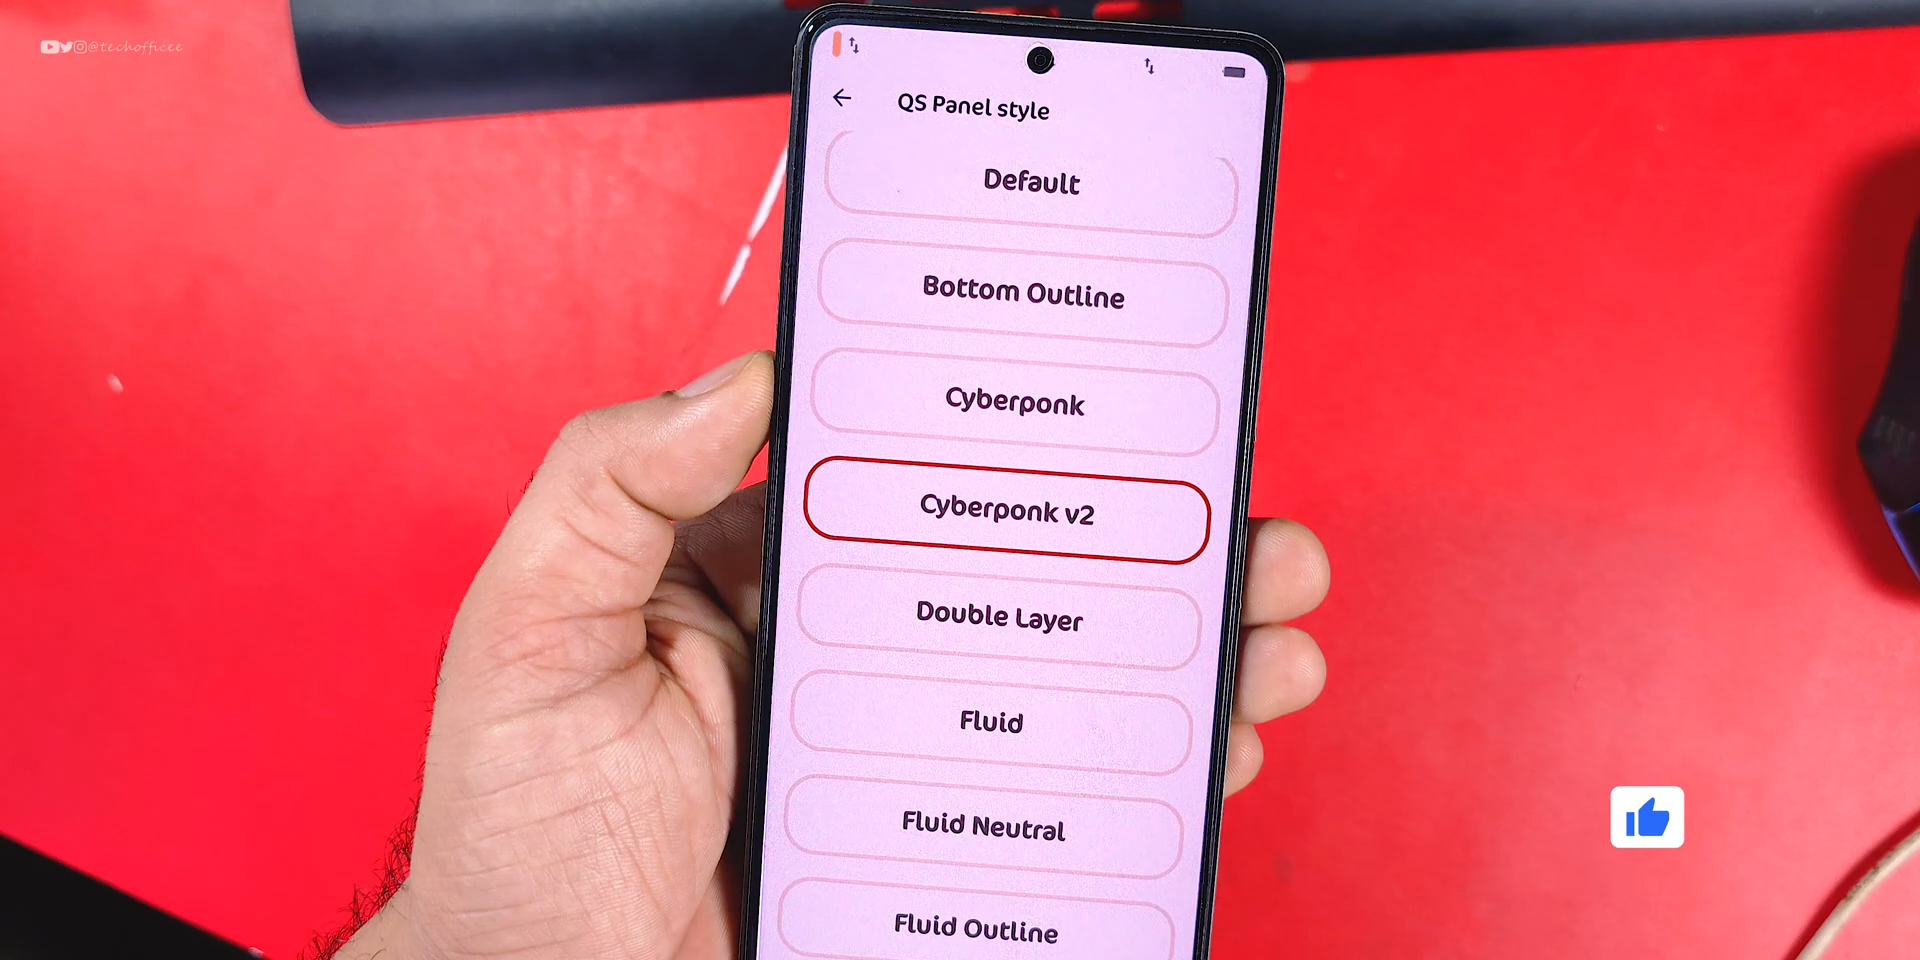 @techofficee
QS Panel style
Default
Bottom Outline
Cyberponk
Cyberponk v2
Double Layer
Fluid
Fluid Neutral
Fluid Outline